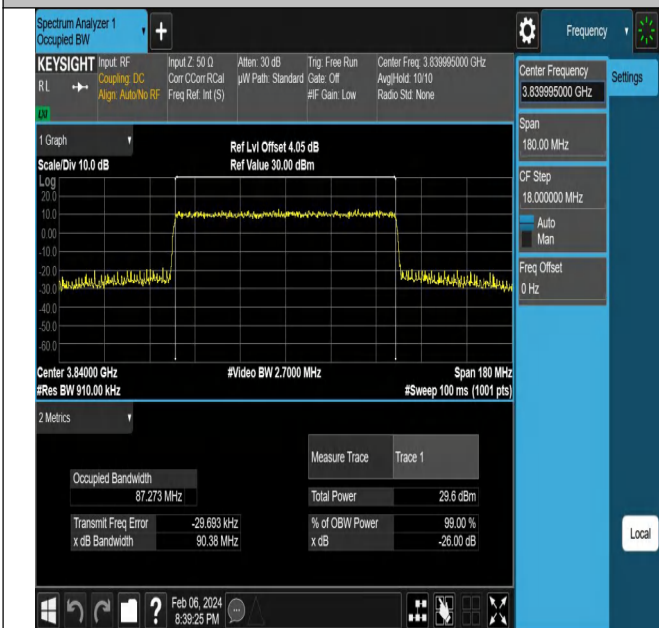 Spectrum Analyzer 1
Occupied BW
Frequency
KEYSIGHT
RL
LXI
Input: RF
Coupling: DC
Align: Auto/No RF
Input Z: 50 Ω
Corr CCorr RCal
Freq Ref: Int (S)
Atten: 30 dB
µW Path: Standard
Trig: Free Run
Gate: Off
#IF Gain: Low
Center Freq: 3.839995000 GHz
Avg|Hold: 10/10
Radio Std: None
Center Frequency
3.839995000 GHz
Settings
Span
180.00 MHz
CF Step
18.000000 MHz
Auto
Man
Freq Offset
0 Hz
1 Graph
Scale/Div 10.0 dB
Ref Lvl Offset 4.05 dB
Ref Value 30.00 dBm
Log
20.0
10.0
0.00
-10.0
-20.0
-30.0
-40.0
-50.0
-60.0
Center 3.84000 GHz
#Video BW 2.7000 MHz
Span 180 MHz
#Res BW 910.00 kHz
#Sweep 100 ms (1001 pts)
2 Metrics
Measure Trace Trace 1
Occupied Bandwidth
87.273 MHz
Total Power 29.6 dBm
Transmit Freq Error -29.693 kHz
% of OBW Power 99.00 %
x dB Bandwidth 90.38 MHz
x dB -26.00 dB
Local
?
Feb 06, 2024
8:39:25 PM